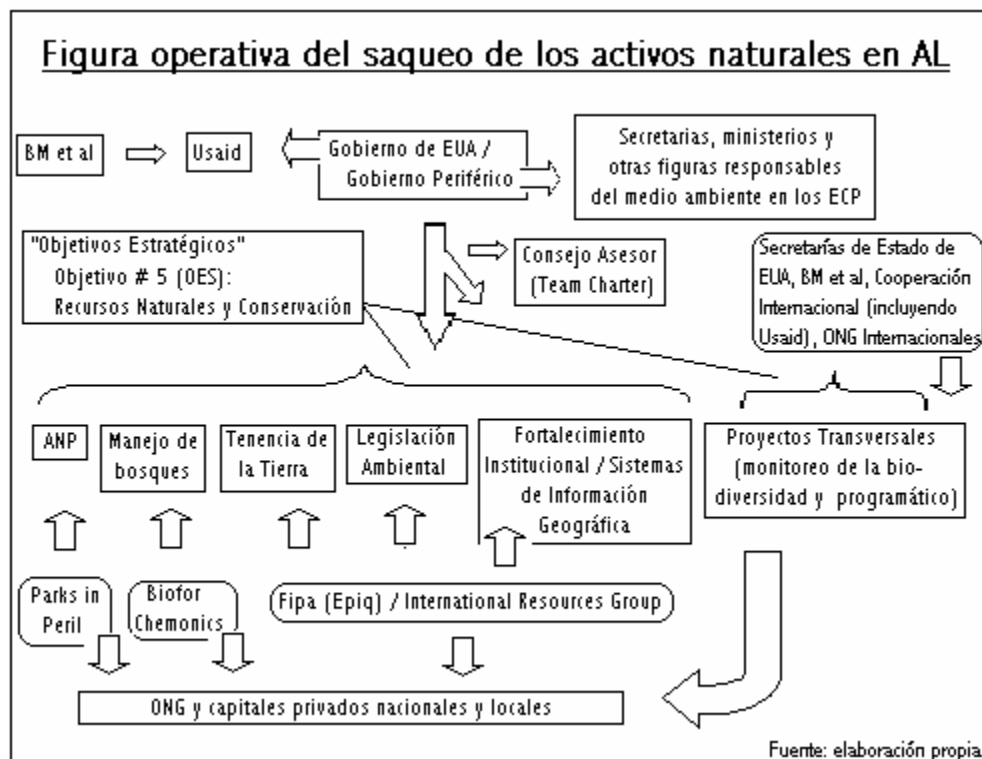 Figura operativa del saqueo de los activos naturales en AL
BM et al
Usaid
Gobierno de EUA /
Gobierno Periférico
Secretarias, ministerios y
otras figuras responsables
del medio ambiente en los ECP
"Objetivos Estratégicos"
Objetivo # 5 (OES):
Recursos Naturales y Conservación
Consejo Asesor
(Team Charter)
Secretarías de Estado de
EUA, BM et al, Cooperación
Internacional (incluyendo
Usaid), ONG Internacionales
ANP
Manejo de
bosques
Tenencia de
la Tierra
Legislación
Ambiental
Fortalecimiento
Institucional / Sistemas
de Información
Geográfica
Proyectos Transversales
(monitoreo de la bio-
diversidad y programático)
Parks in
Peril
Biofor
Chemonics
Fipa (Epiq) / International Resources Group
ONG y capitales privados nacionales y locales
Fuente: elaboración propia